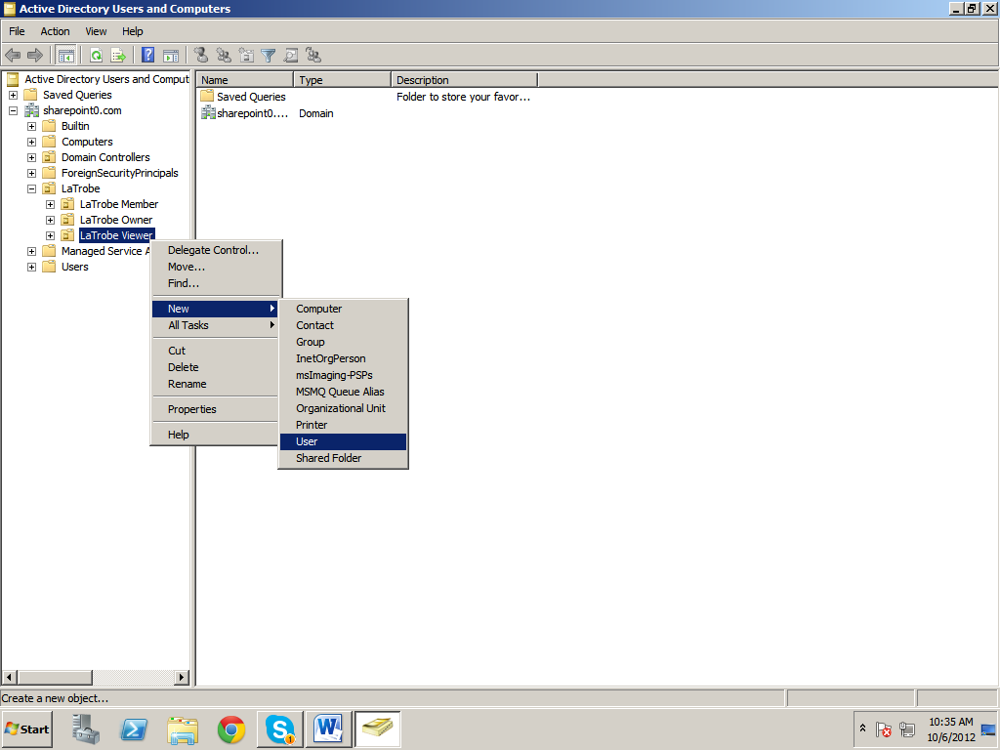 Active Directory Users and Computers
File Action View Help
Active Directory Users and Comput
Saved Queries
sharepoint0.com
Builtin
Computers
Domain Controllers
ForeignSecurityPrincipals
LaTrobe
LaTrobe Member
LaTrobe Owner
LaTrobe Viewer
Managed Service A
Users
Name Type Description
Saved Queries Folder to store your favor...
sharepoint0.... Domain
Delegate Control...
Move...
Find...
New
All Tasks
Cut
Delete
Rename
Properties
Help
Computer
Contact
Group
InetOrgPerson
msImaging-PSPs
MSMQ Queue Alias
Organizational Unit
Printer
User
Shared Folder
Create a new object...
Start
1
10:35 AM
10/6/2012